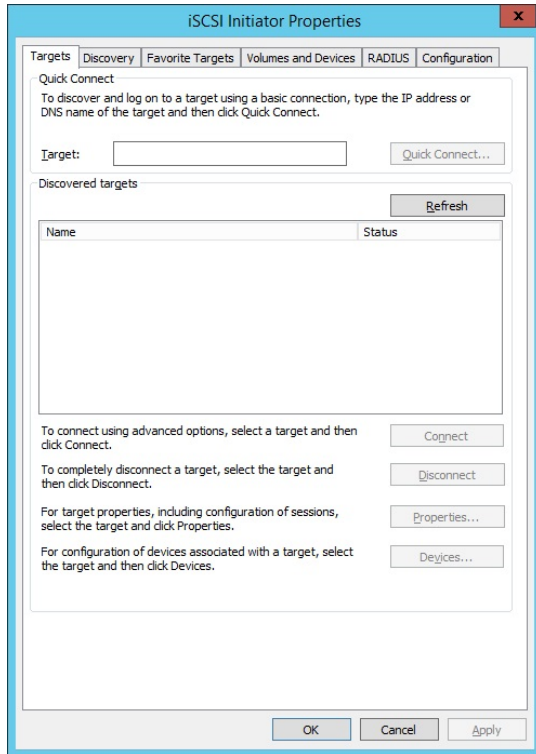 iSCSI Initiator Properties
x
Targets Discovery Favorite Targets Volumes and Devices RADIUS Configuration
Quick Connect
To discover and log on to a target using a basic connection, type the IP address or
DNS name of the target and then click Quick Connect.
Target: Quick Connect...
Discovered targets
Refresh
Name Status
To connect using advanced options, select a target and then
click Connect.
Connect
To completely disconnect a target, select the target and
then click Disconnect.
Disconnect
For target properties, including configuration of sessions,
select the target and click Properties.
Properties...
For configuration of devices associated with a target, select
the target and then click Devices.
Devices...
OK Cancel Apply